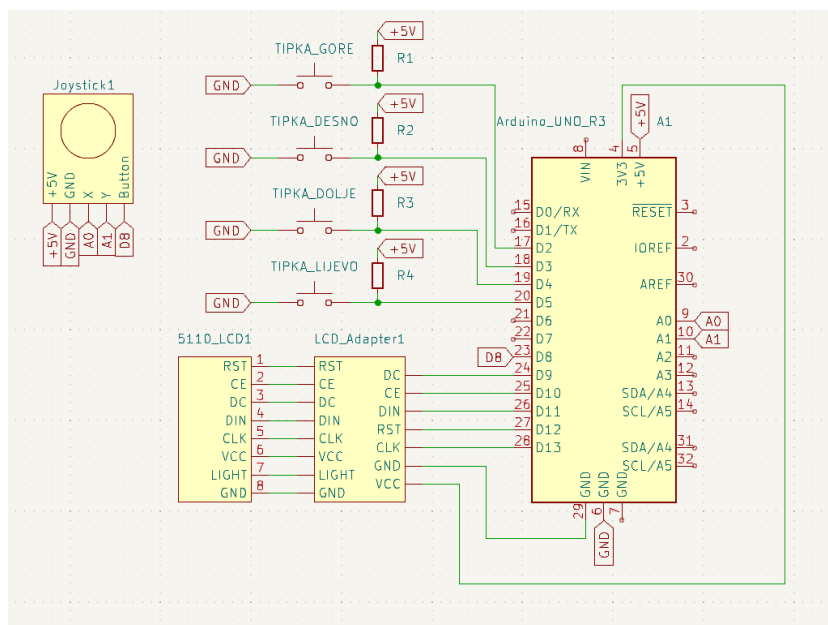 +5V
TIPKA_GORE
R1
GND
Joystick1
+5V
GND
X
Y
Button
+5V
GND
A0
A1
D8
+5V
TIPKA_DESNO
R2
GND
+5V
TIPKA_DOLJE
R3
GND
+5V
TIPKA_LIJEVO
R4
GND
Arduino_UNO_R3
A1
+5V
8
4
5
VIN
3V3
+5V
15 D0/RX
16 D1/TX
17 D2
18 D3
19 D4
20 D5
21 D6
22 D7
D8
23 D8
24 D9
25 D10
26 D11
27 D12
28 D13
RESET 3
IOREF 2
AREF 30
A0 9 A0
A1 10 A1
A2 11
A3 12
SDA/A4 13
SCL/A5 14
SDA/A4 31
SCL/A5 32
GND
GND
GND
29
6
7
GND
5110_LCD1
RST 1
CE 2
DC 3
DIN 4
CLK 5
VCC 6
LIGHT 7
GND 8
LCD_Adapter1
RST
CE
DC
DIN
CLK
VCC
LIGHT
GND
DC
CE
DIN
RST
CLK
GND
VCC